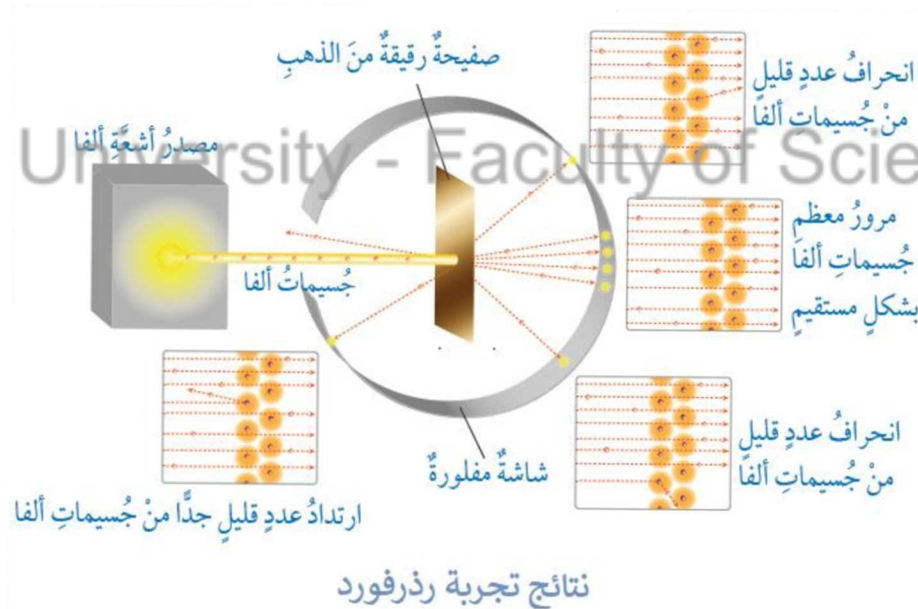 صفيحةٌ رقيقةٌ منَ الذهبِ
انحرافُ عددٍ قليلٍ
منْ جُسيماتِ ألفا
مصدرُ أشعَّةِ ألفا
University - Faculty of Scie
مرورُ معظمِ
جُسيماتِ ألفا
بشكلٍ مستقيمٍ
جُسيماتُ ألفا
انحرافُ عددٍ قليلٍ
منْ جُسيماتِ ألفا
شاشةٌ مفلورةٌ
ارتدادُ عددٍ قليلٍ جدًّا منْ جُسيماتِ ألفا
نتائج تجربة رذرفورد